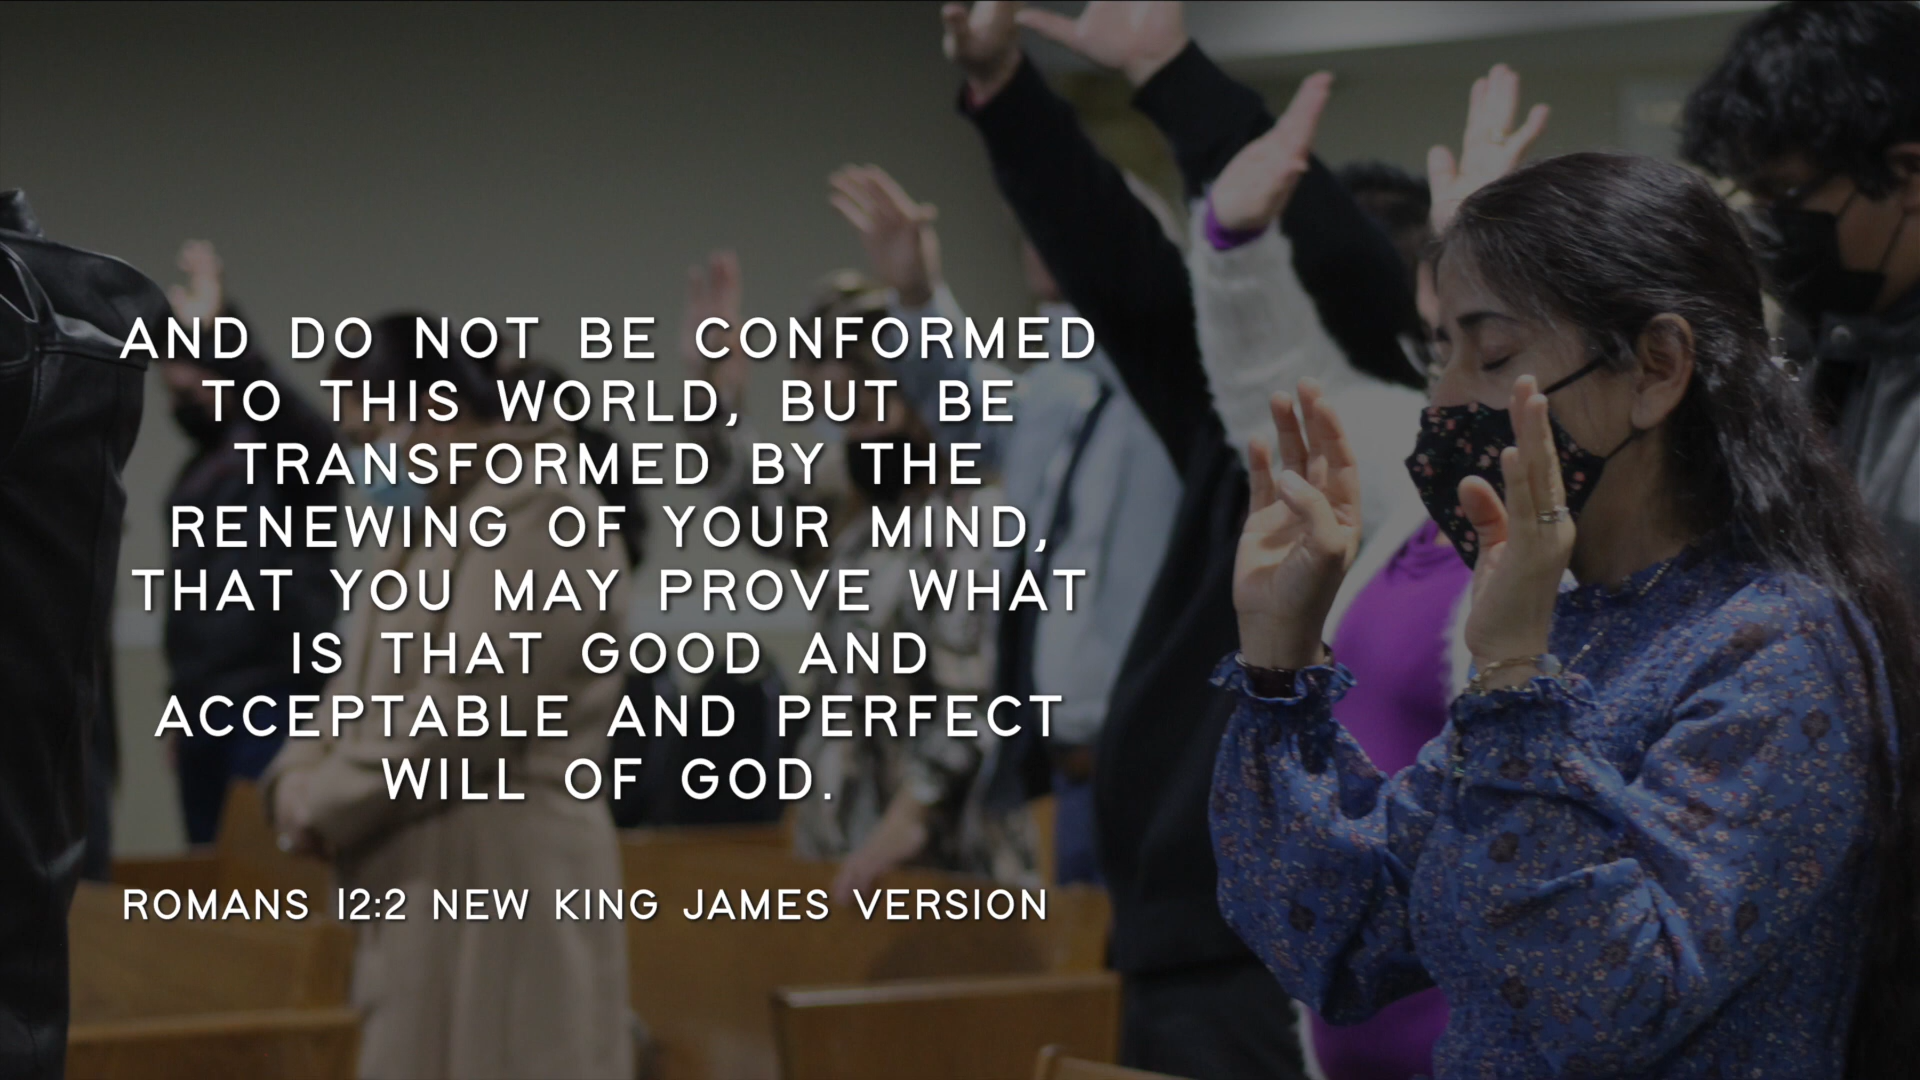 AND DO NOT BE CONFORMED
TO THIS WORLD, BUT BE
TRANSFORMED BY THE
RENEWING OF YOUR MIND,
THAT YOU MAY PROVE WHAT
IS THAT GOOD AND
ACCEPTABLE AND PERFECT
WILL OF GOD.
ROMANS 12:2 NEW KING JAMES VERSION